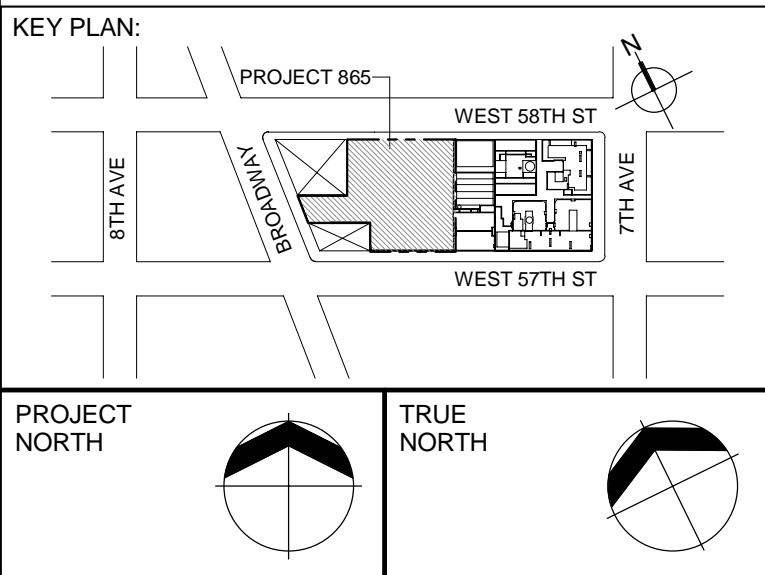 KEY PLAN:
N
PROJECT 865
WEST 58TH ST
8TH AVE
BROADWAY
7TH AVE
WEST 57TH ST
PROJECT
NORTH
TRUE
NORTH